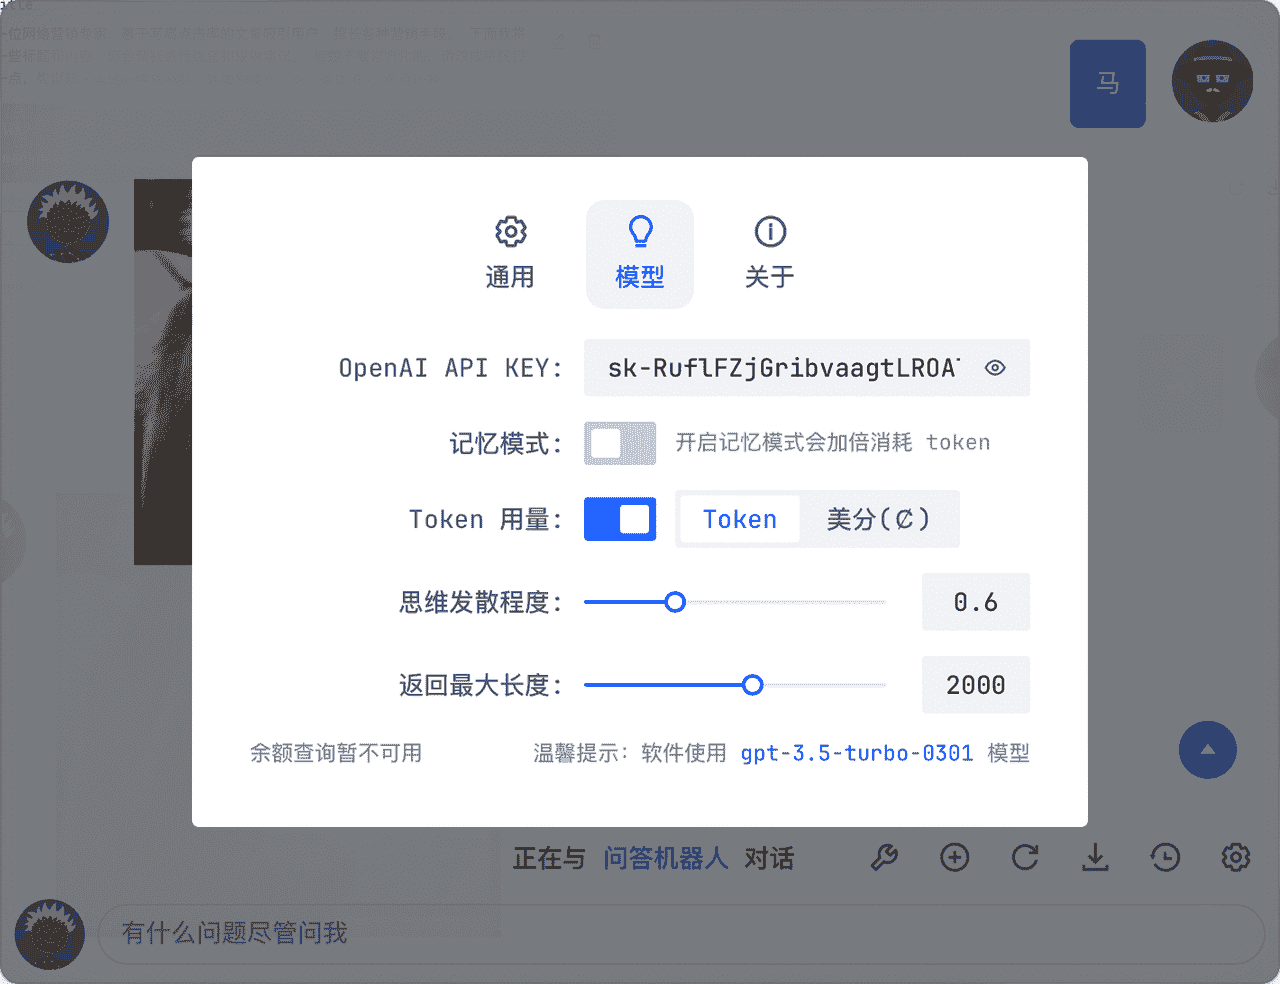 马
通用
模型
关于
OpenAI API KEY: sk-RuflFZjGribvaagtLROA
记忆模式: 开启记忆模式会加倍消耗 token
Token 用量: Token 美分(₡)
思维发散程度: 0.6
返回最大长度: 2000
余额查询暂不可用 温馨提示: 软件使用 gpt-3.5-turbo-0301 模型
正在与 问答机器人 对话
有什么问题尽管问我